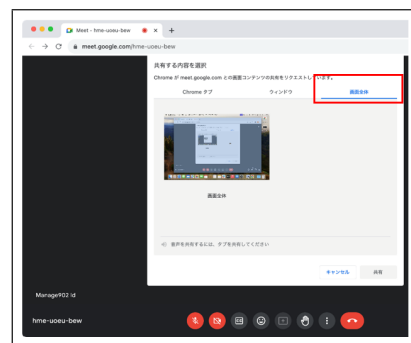 Meet - hme-uoeu-bew
meet.google.com/hme-uoeu-bew
共有する内容を選択
Chrome が meet.google.com との画面コンテンツの共有をリクエストしています。
Chrome タブ
ウィンドウ
画面全体
画面全体
音声を共有するには、タブを共有してください
キャンセル
共有
Manage902 id
hme-uoeu-bew